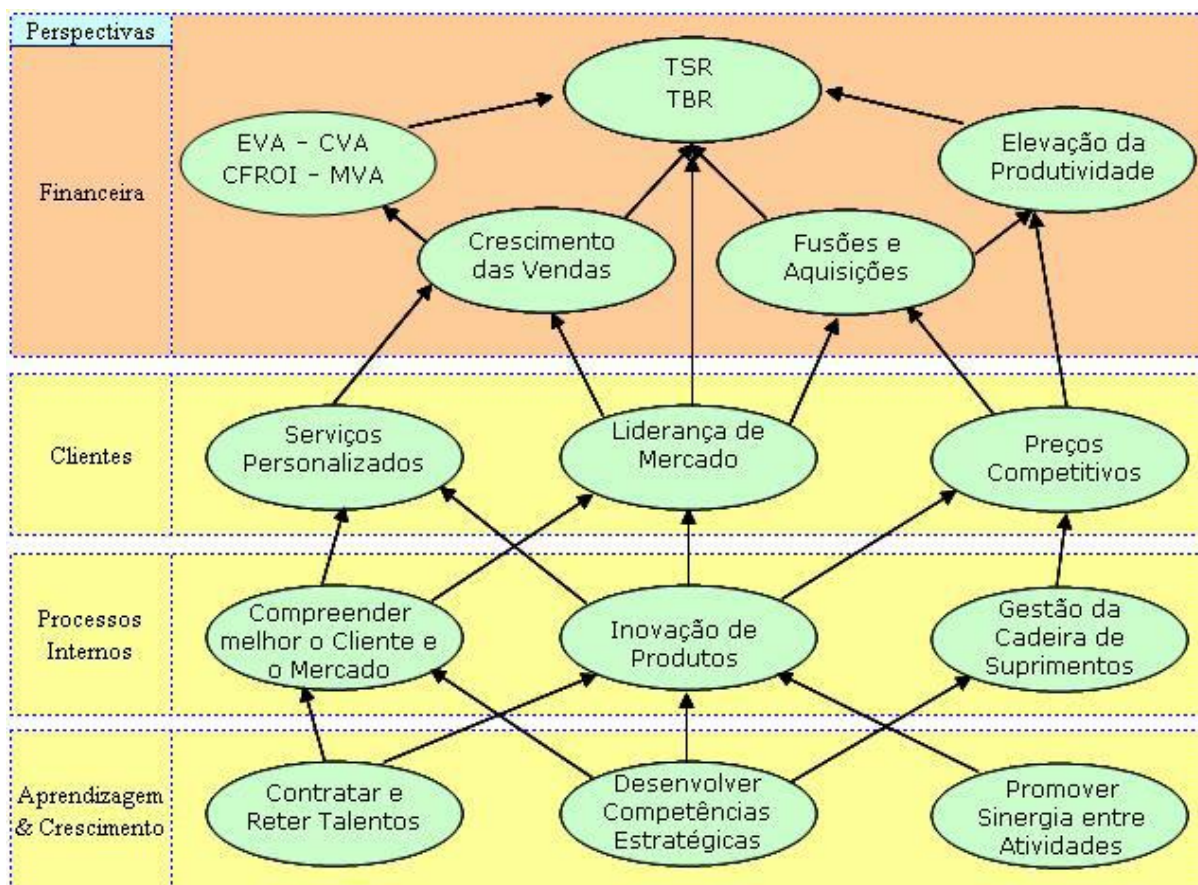 Perspectivas
Financeira
TSR
TBR
EVA - CVA
CFROI - MVA
Elevação da
Produtividade
Crescimento
das Vendas
Fusões e
Aquisições
Clientes
Serviços
Personalizados
Liderança de
Mercado
Preços
Competitivos
Processos
Internos
Compreender
melhor o Cliente e
o Mercado
Inovação de
Produtos
Gestão da
Cadeira de
Suprimentos
Aprendizagem
& Crescimento
Contratar e
Reter Talentos
Desenvolver
Competências
Estratégicas
Promover
Sinergia entre
Atividades